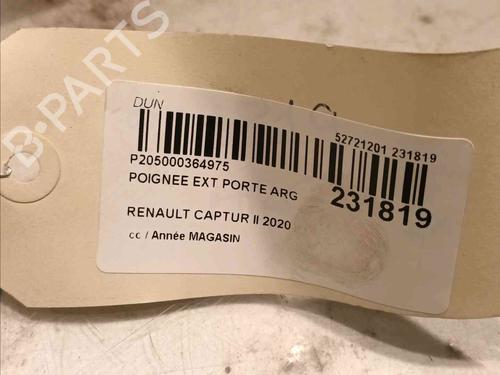 B-PARTS
DUN
52721201 231819
P205000364975
POIGNEE EXT PORTE ARG
231819
RENAULT CAPTUR II 2020
cc / Année MAGASIN